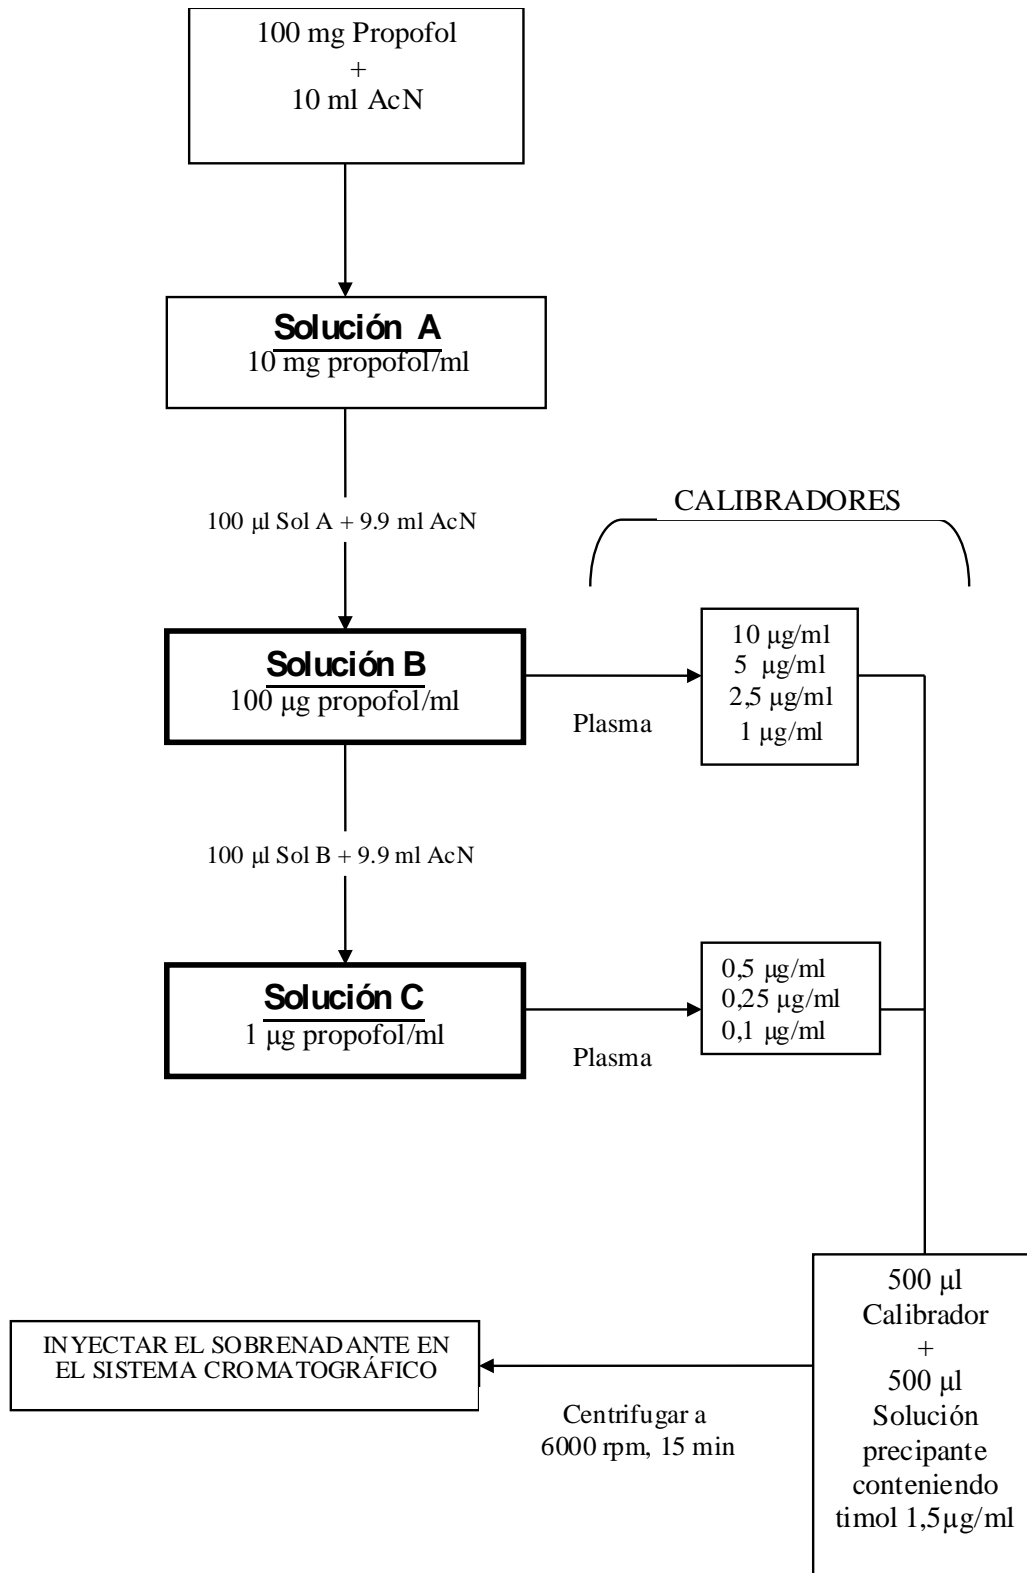 100 mg Propofol
+
10 ml AcN
Solución A
10 mg propofol/ml
100 µl Sol A + 9.9 ml AcN
CALIBRADORES
Solución B
100 µg propofol/ml
Plasma
10 µg/ml
5 µg/ml
2,5 µg/ml
1 µg/ml
100 µl Sol B + 9.9 ml AcN
Solución C
1 µg propofol/ml
Plasma
0,5 µg/ml
0,25 µg/ml
0,1 µg/ml
500 µl
Calibrador
+
500 µl
Solución
precipante
conteniendo
timol 1,5µg/ml
Centrifugar a
6000 rpm, 15 min
INYECTAR EL SOBRENADANTE EN
EL SISTEMA CROMATOGRÁFICO